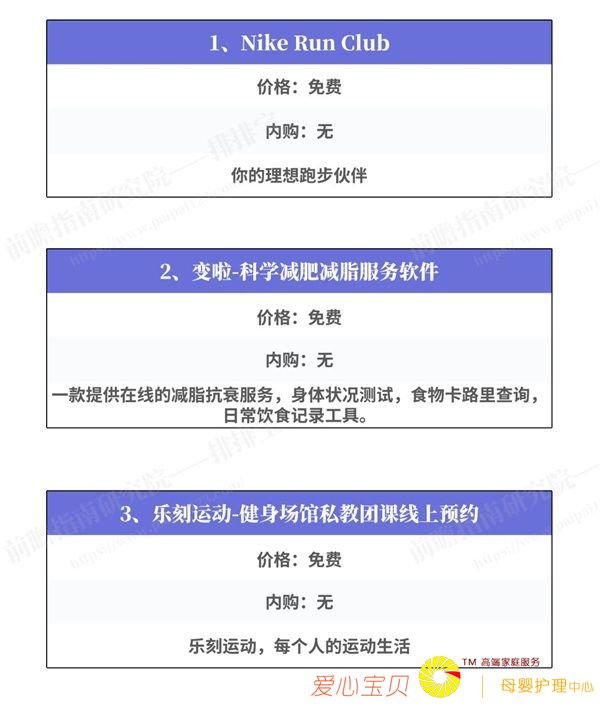 1、Nike Run Club
价格：免费
内购：无
你的理想跑步伙伴
2、变啦-科学减肥减脂服务软件
价格：免费
内购：无
一款提供在线的减脂抗衰服务，身体状况测试，食物卡路里查询，
日常饮食记录工具。
3、乐刻运动-健身场馆私教团课线上预约
价格：免费
内购：无
乐刻运动，每个人的运动生活
TM 高端家庭服务
爱心宝贝 | 母婴护理中心
前瞻指南研究院——排排